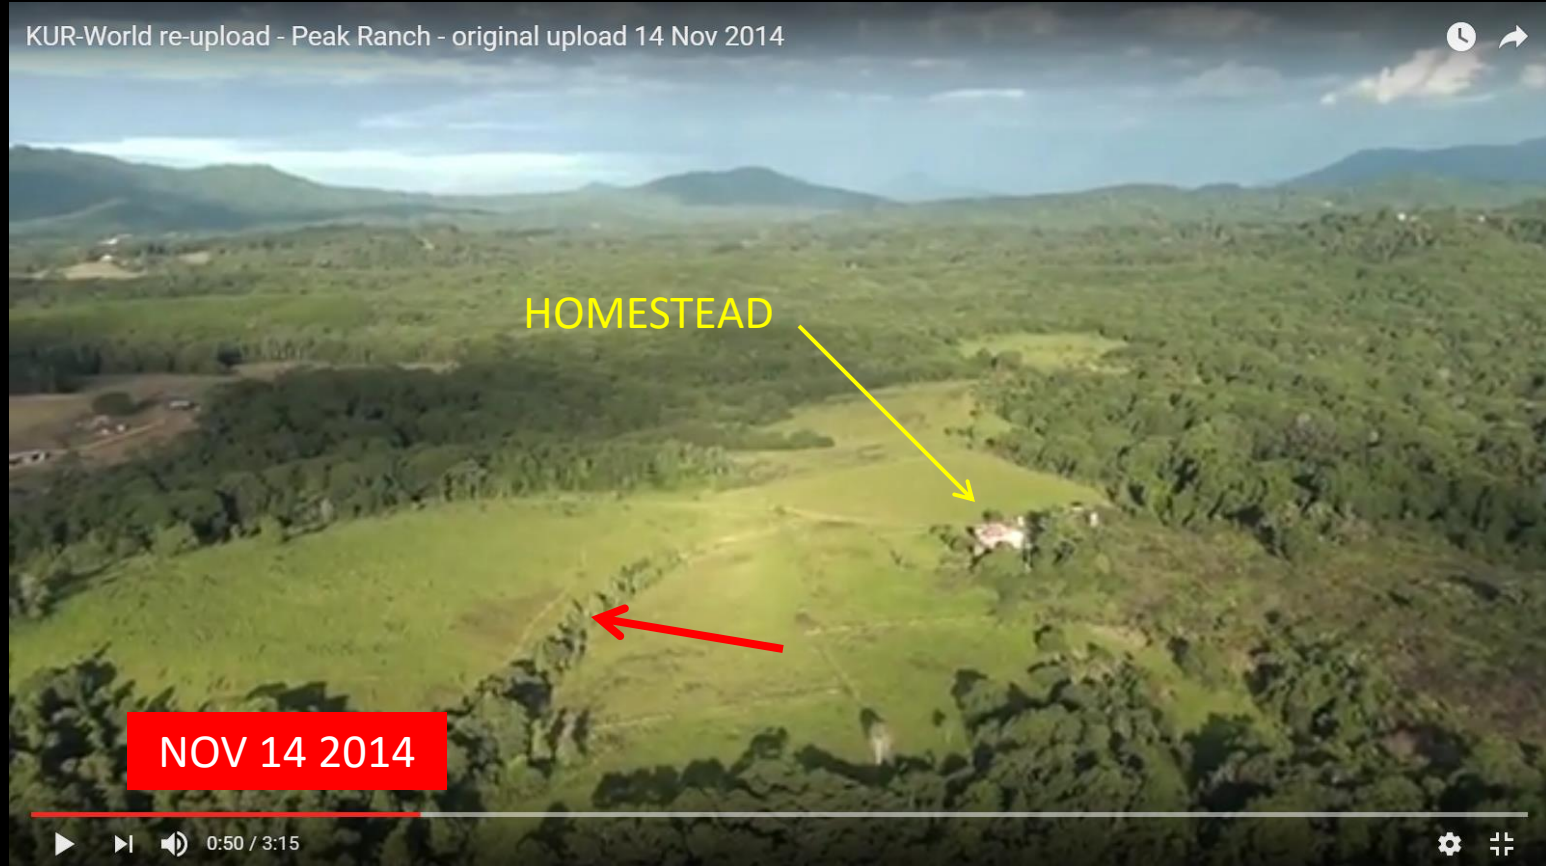 KUR-World re-upload - Peak Ranch - original upload 14 Nov 2014
HOMESTEAD
NOV 14 2014
0:50 / 3:15